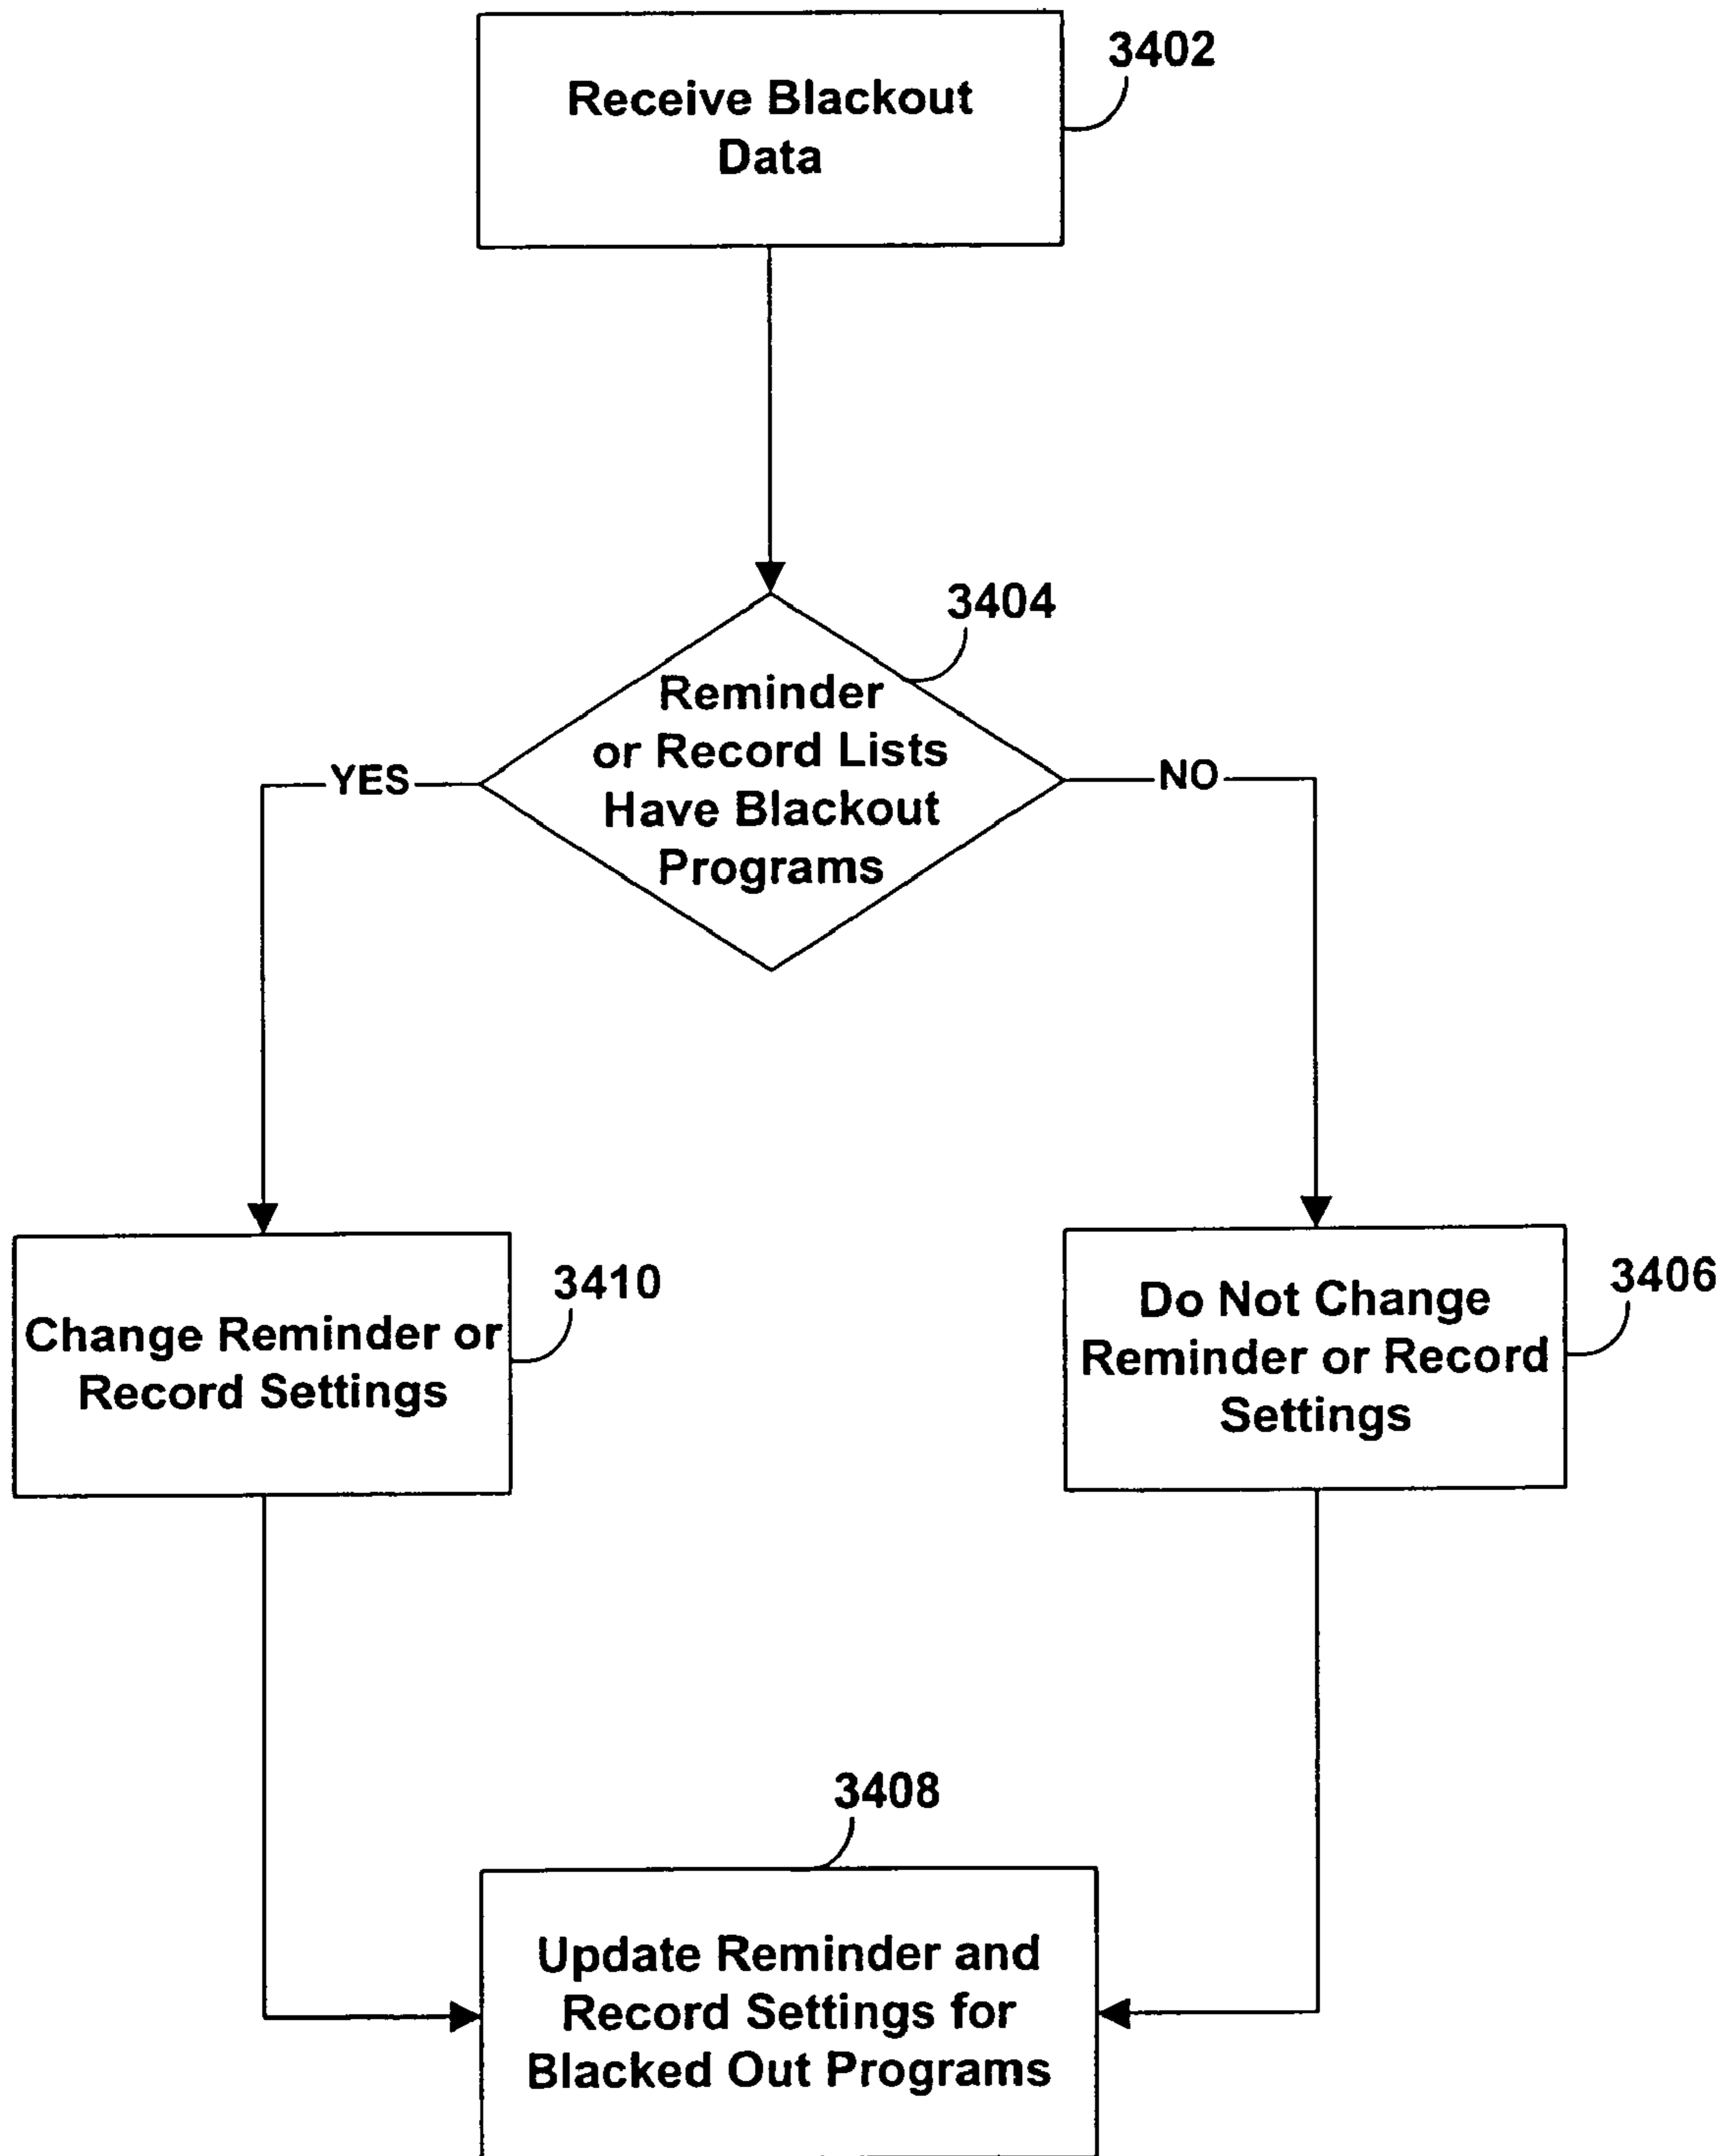 3402
Receive Blackout
Data
3404
Reminder
or Record Lists
Have Blackout
Programs
YES
NO
3410
Change Reminder or
Record Settings
3406
Do Not Change
Reminder or Record
Settings
3408
Update Reminder and
Record Settings for
Blacked Out Programs